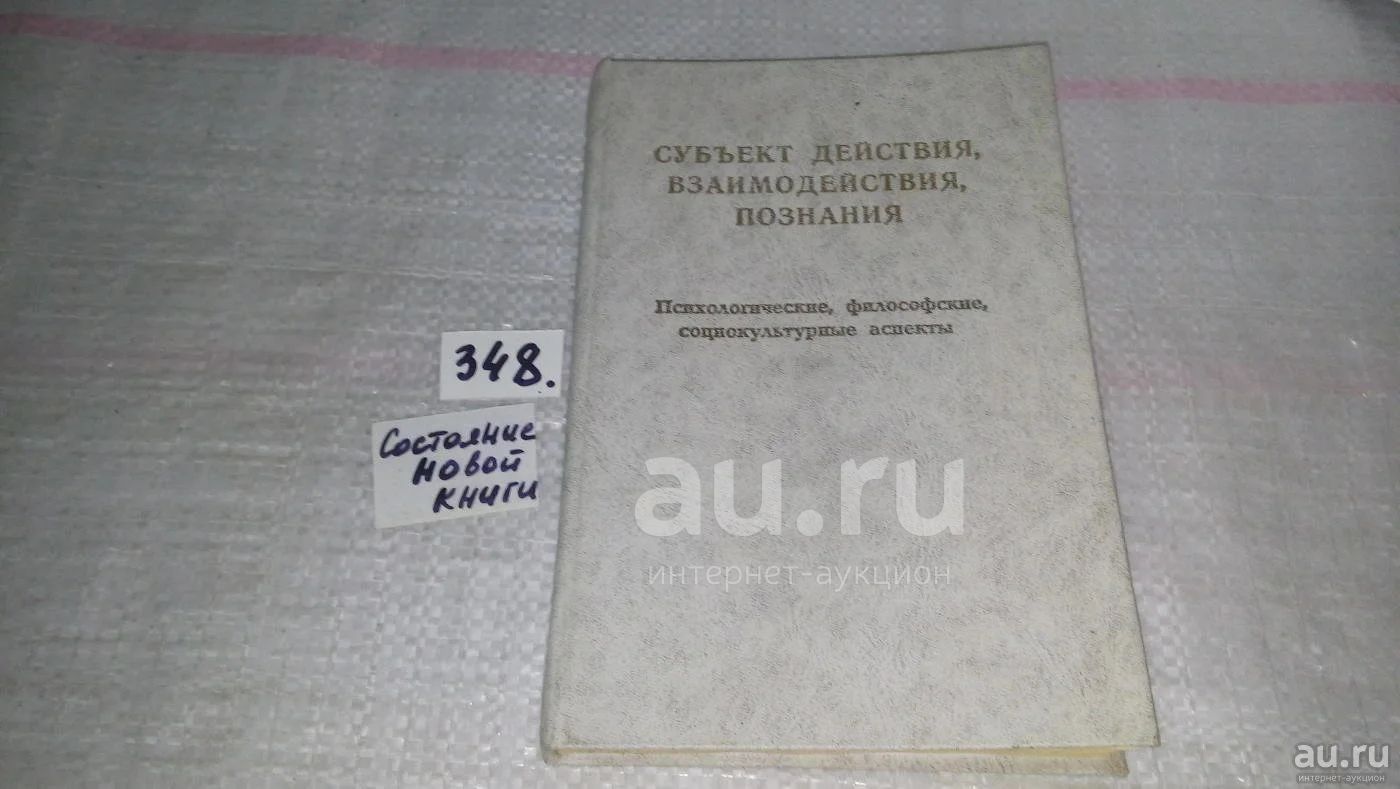 СУБЪЕКТ ДЕЙСТВИЯ,
ВЗАИМОДЕЙСТВИЯ,
ПОЗНАНИЯ
Психологические, философские,
социокультурные аспекты
348.
Состояние
новой
книги
au.ru
интернет-аукцион
au.ru
интернет-аукцион